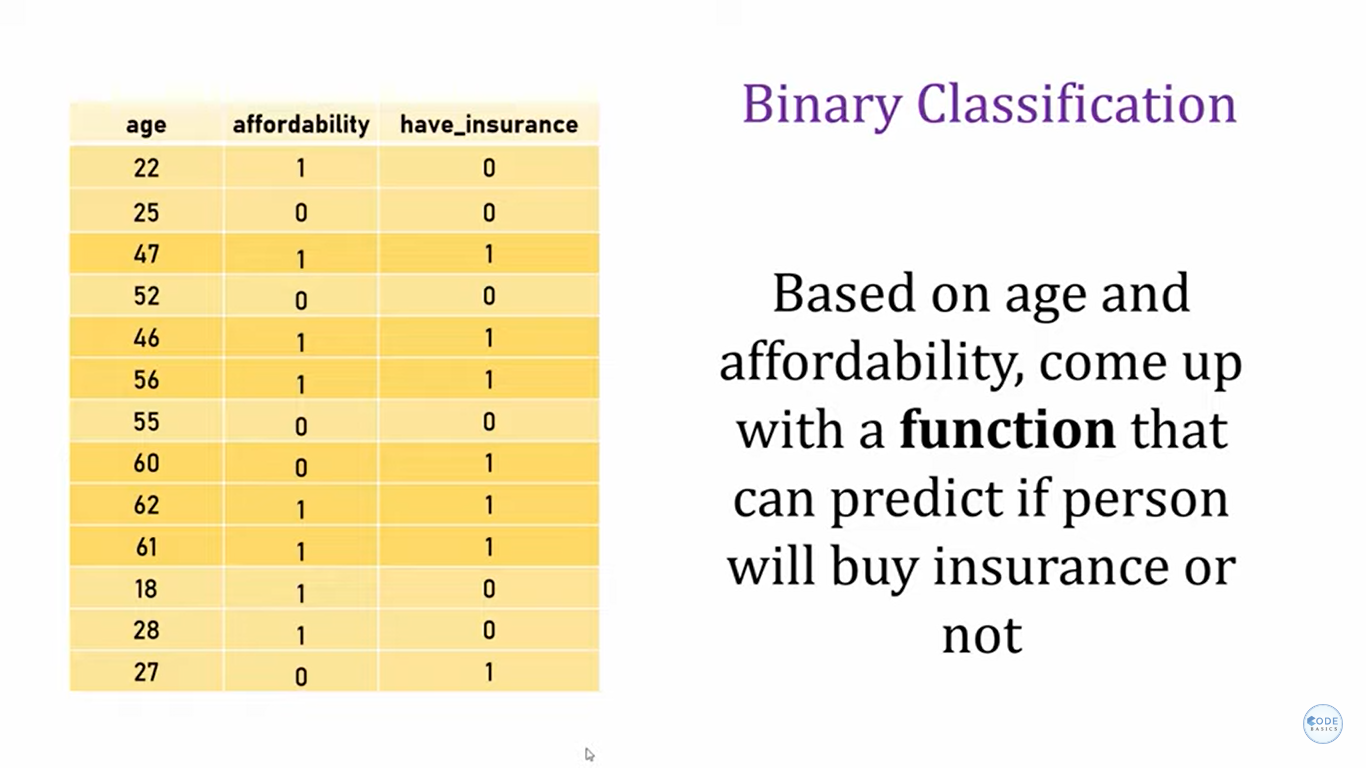 Binary Classification
age affordability have_insurance
22 1 0
25 0 0
47 1 1
52 0 0
46 1 1
56 1 1
55 0 0
60 0 1
62 1 1
61 1 1
18 1 0
28 1 0
27 0 1
Based on age and
affordability, come up
with a function that
can predict if person
will buy insurance or
not
CODE
BASICS